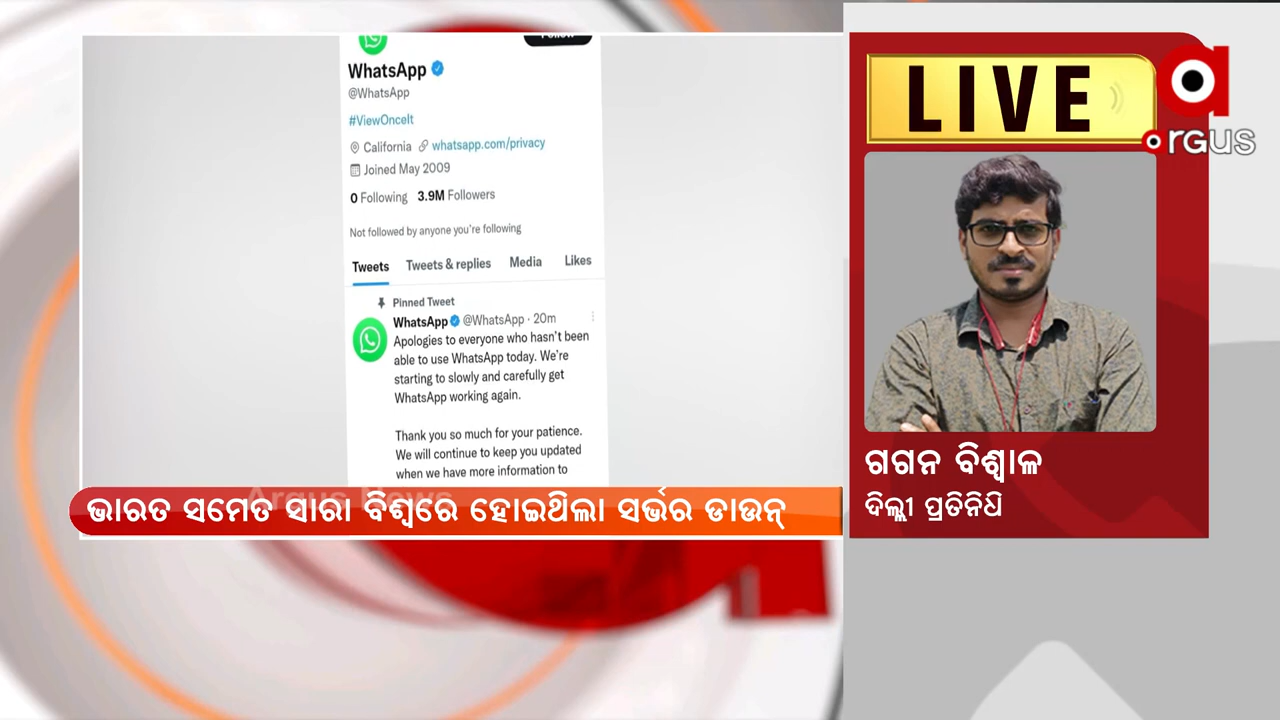 WhatsApp
@WhatsApp
#ViewOnceIt
California whatsapp.com/privacy
Joined May 2009
0 Following 3.9M Followers
Not followed by anyone you're following
Tweets Tweets & replies Media Likes
Pinned Tweet
WhatsApp @WhatsApp · 20m
Apologies to everyone who hasn't been
able to use WhatsApp today. We're
starting to slowly and carefully get
WhatsApp working again.
Thank you so much for your patience.
We will continue to keep you updated
when we have more information to
Argus News
ଭାରତ ସମେତ ସାରା ବିଶ୍ୱରେ ହୋଇଥିଲା ସର୍ଭର ଡାଉନ୍
LIVE
argus
ଗଗନ ବିଶ୍ୱାଳ
ଦିଲ୍ଲୀ ପ୍ରତିନିଧି